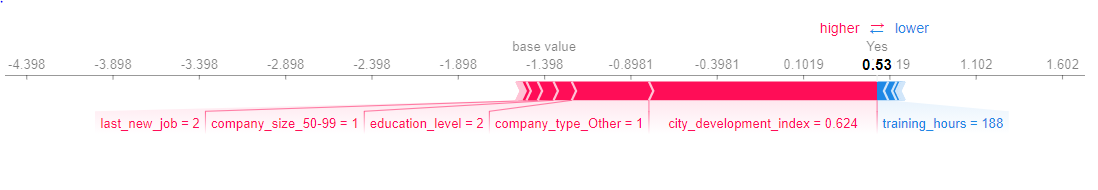 higher ⇄ lower
base value Yes
-4.398 -3.898 -3.398 -2.898 -2.398 -1.898 -1.398 -0.8981 -0.3981 0.1019 0.53 19 1.102 1.602
last_new_job = 2 company_size_50-99 = 1 education_level = 2 company_type_Other = 1 city_development_index = 0.624 training_hours = 188